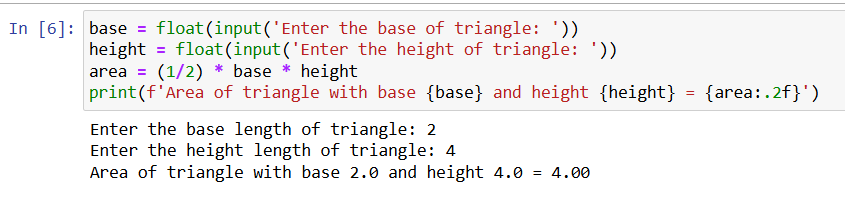 In [6]: base = float(input('Enter the base of triangle: '))
height = float(input('Enter the height of triangle: '))
area = (1/2) * base * height
print(f'Area of triangle with base {base} and height {height} = {area:.2f}')
Enter the base length of triangle: 2
Enter the height length of triangle: 4
Area of triangle with base 2.0 and height 4.0 = 4.00